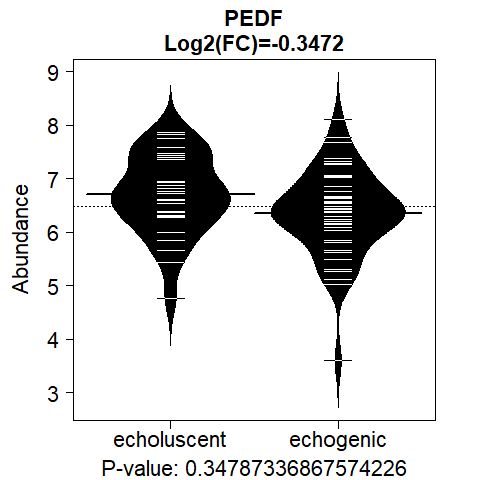 PEDF
Log2(FC)=-0.3472
9
8
7
6
5
4
3
Abundance
echoluscent echogenic
P-value: 0.34787336867574226